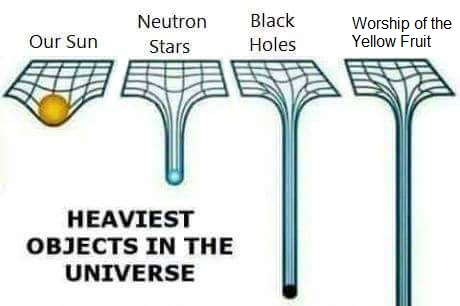 Our Sun
Neutron
Stars
Black
Holes
Worship of the
Yellow Fruit
HEAVIEST
OBJECTS IN THE
UNIVERSE